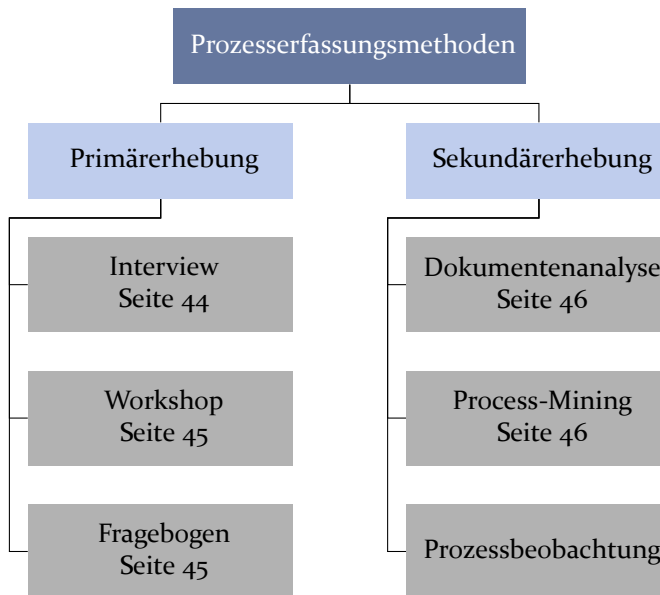 Prozesserfassungsmethoden
Primärerhebung
Interview
Seite 44
Workshop
Seite 45
Fragebogen
Seite 45
Sekundärerhebung
Dokumentenanalyse
Seite 46
Process-Mining
Seite 46
Prozessbeobachtung